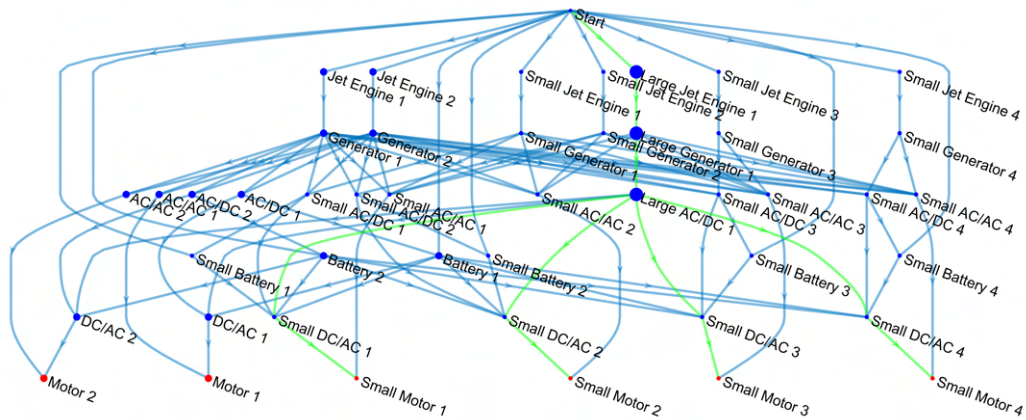 Start
Jet Engine 1
Jet Engine 2
Small Jet Engine 1
Small Jet Engine 2
Large Jet Engine 1
Small Jet Engine 3
Small Jet Engine 4
Generator 1
Generator 2
Small Generator 1
Small Generator 2
Large Generator 1
Small Generator 3
Small Generator 4
AC/AC 2
AC/AC 1
AC/DC 2
AC/DC 1
Small AC/DC 1
Small AC/DC 2
Small AC/AC 1
Small AC/AC 2
Large AC/DC 1
Small AC/DC 3
Small AC/AC 3
Small AC/DC 4
Small AC/AC 4
Small Battery 1
Battery 2
Battery 1
Small Battery 2
Small Battery 3
Small Battery 4
DC/AC 2
DC/AC 1
Small DC/AC 1
Small DC/AC 2
Small DC/AC 3
Small DC/AC 4
Motor 2
Motor 1
Small Motor 1
Small Motor 2
Small Motor 3
Small Motor 4